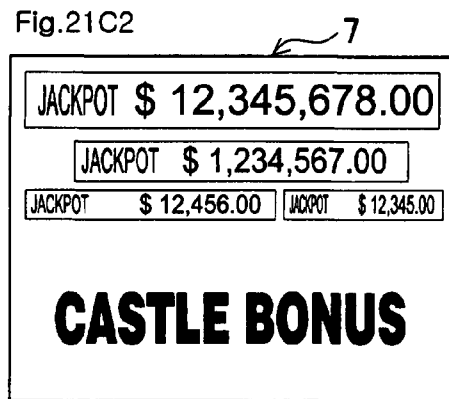 Fig.21C2
7
JACKPOT $ 12,345,678.00
JACKPOT $ 1,234,567.00
JACKPOT $ 12,456.00 JACKPOT $ 12,345.00
CASTLE BONUS